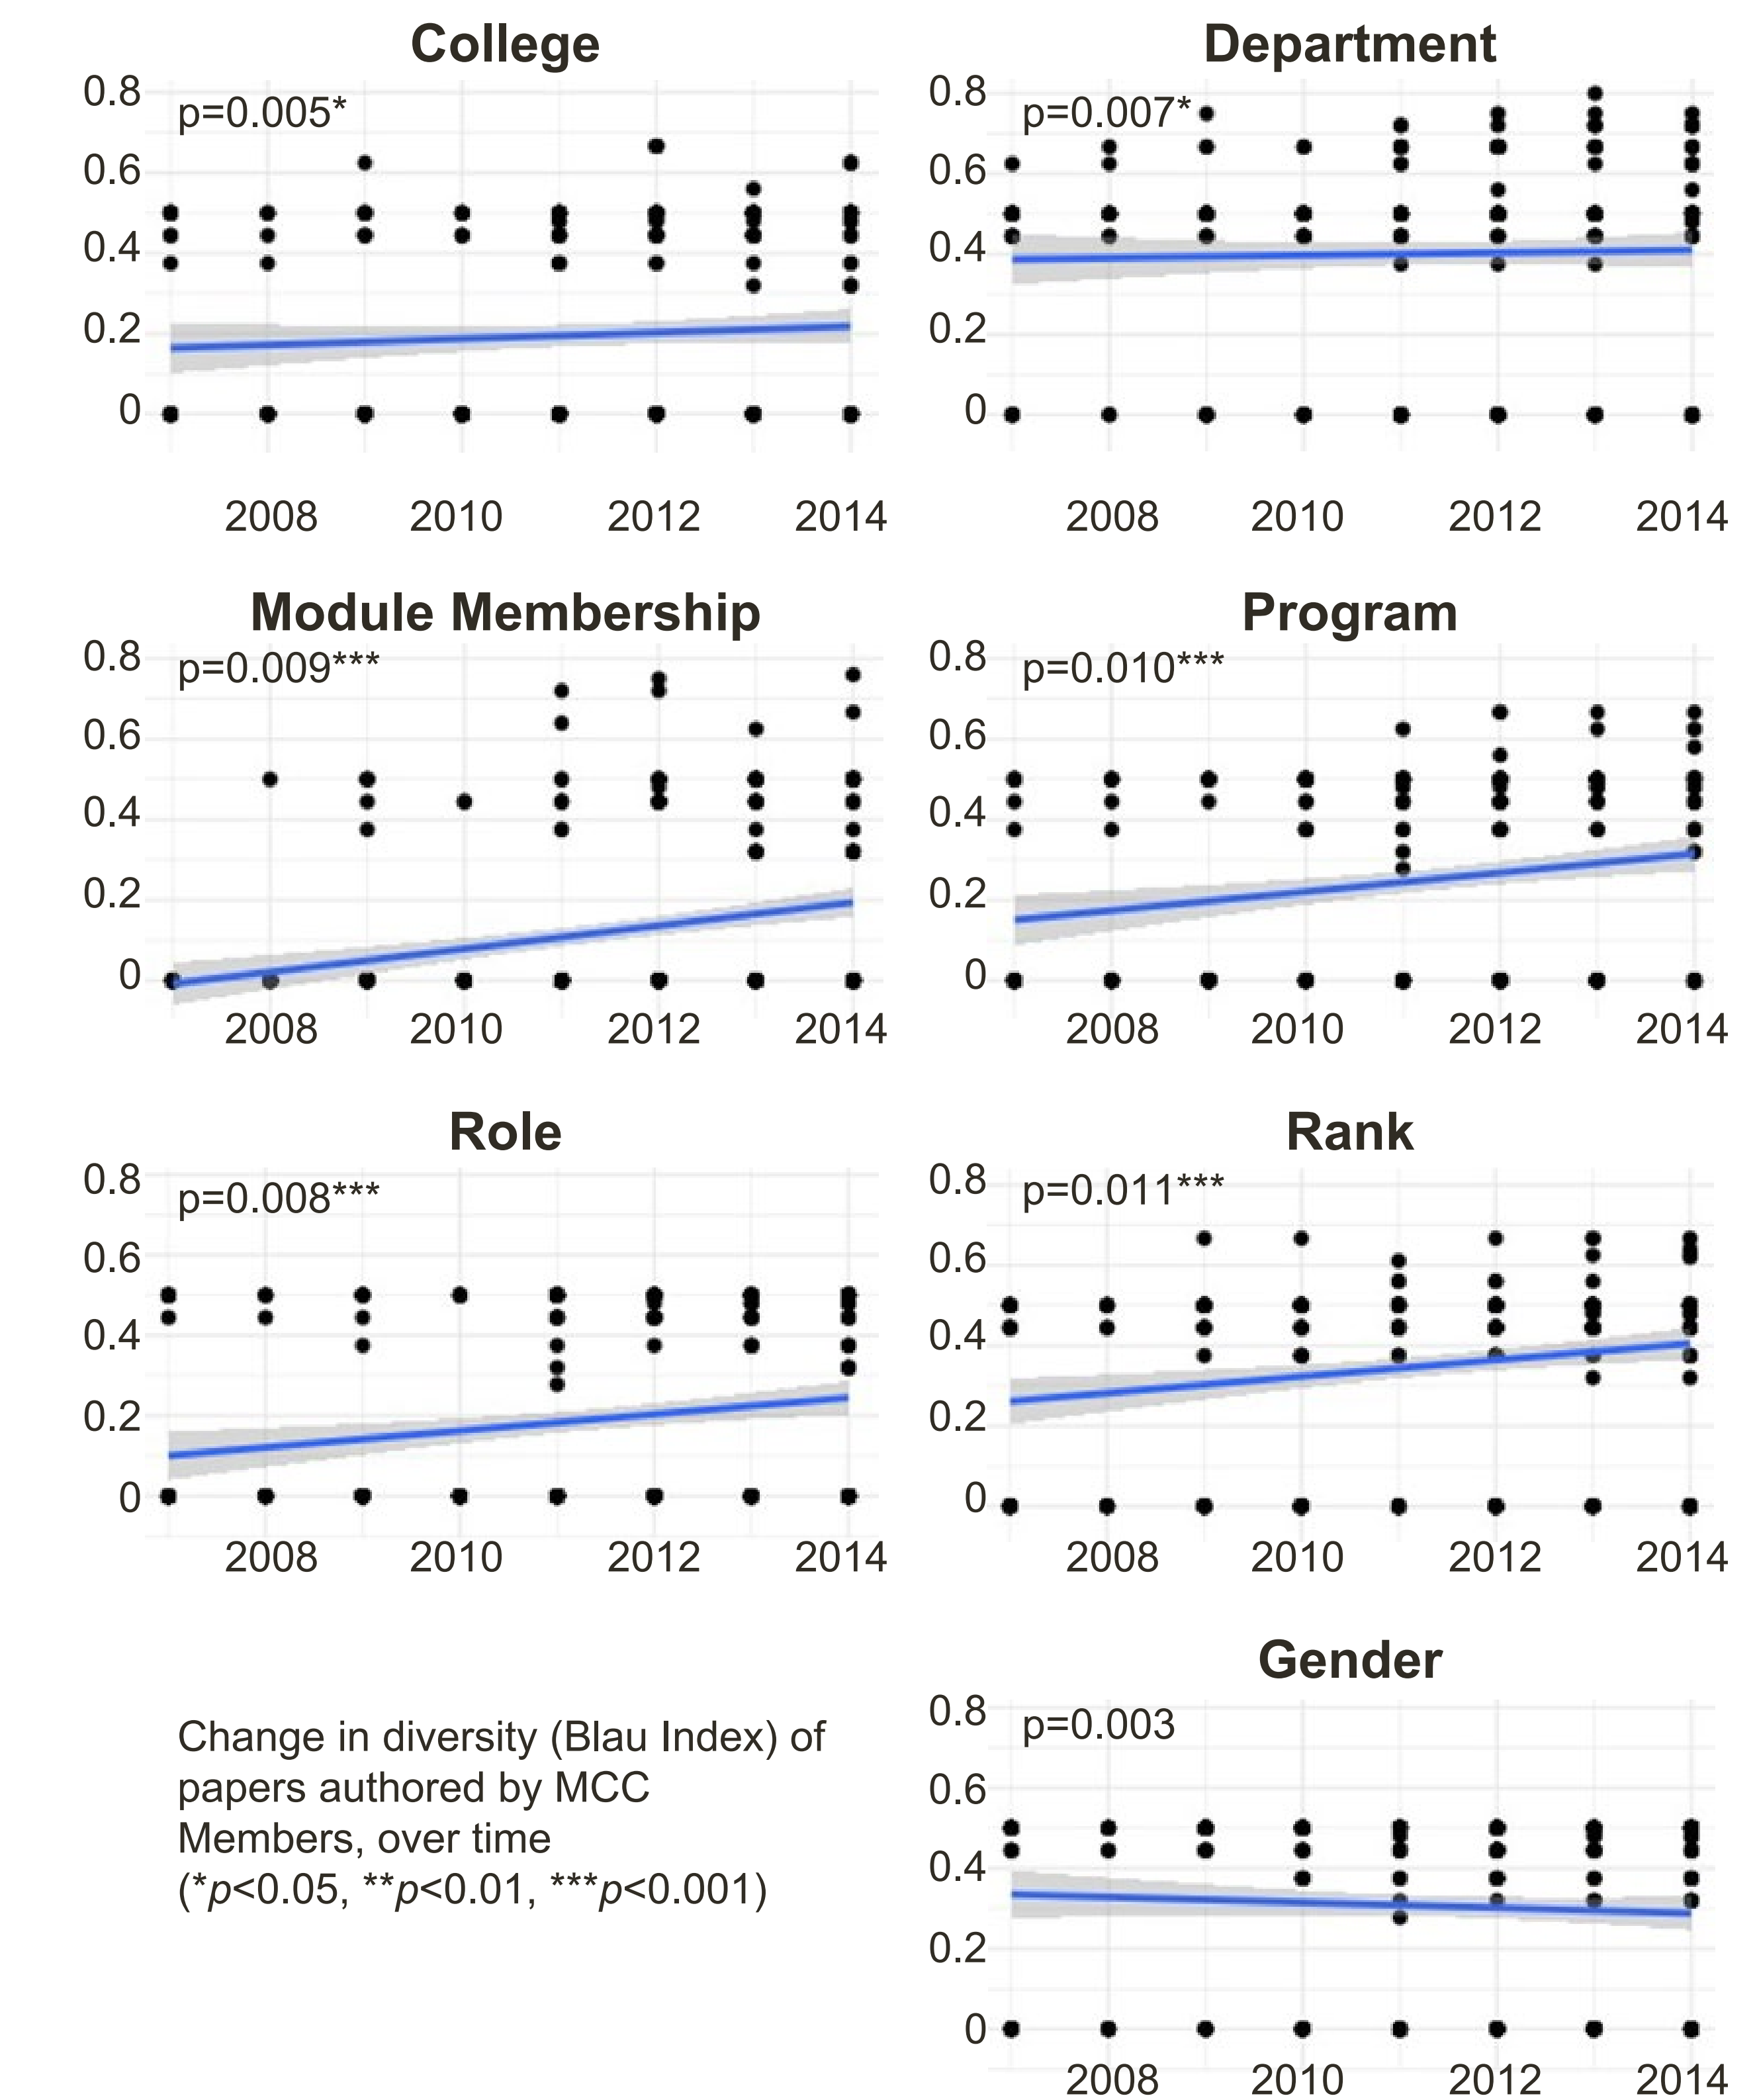 College
Department
0.8
p=0.005*
0.6
0.4
0.2
0
2008 2010 2012 2014
0.8
p=0.007*
0.6
0.4
0.2
0
2008 2010 2012 2014
Module Membership
Program
0.8
p=0.009***
0.6
0.4
0.2
0
2008 2010 2012 2014
0.8
p=0.010***
0.6
0.4
0.2
0
2008 2010 2012 2014
Role
Rank
0.8
p=0.008***
0.6
0.4
0.2
0
2008 2010 2012 2014
0.8
p=0.011***
0.6
0.4
0.2
0
2008 2010 2012 2014
Change in diversity (Blau Index) of
papers authored by MCC
Members, over time
(*p<0.05, **p<0.01, ***p<0.001)
Gender
0.8
p=0.003
0.6
0.4
0.2
0
2008 2010 2012 2014